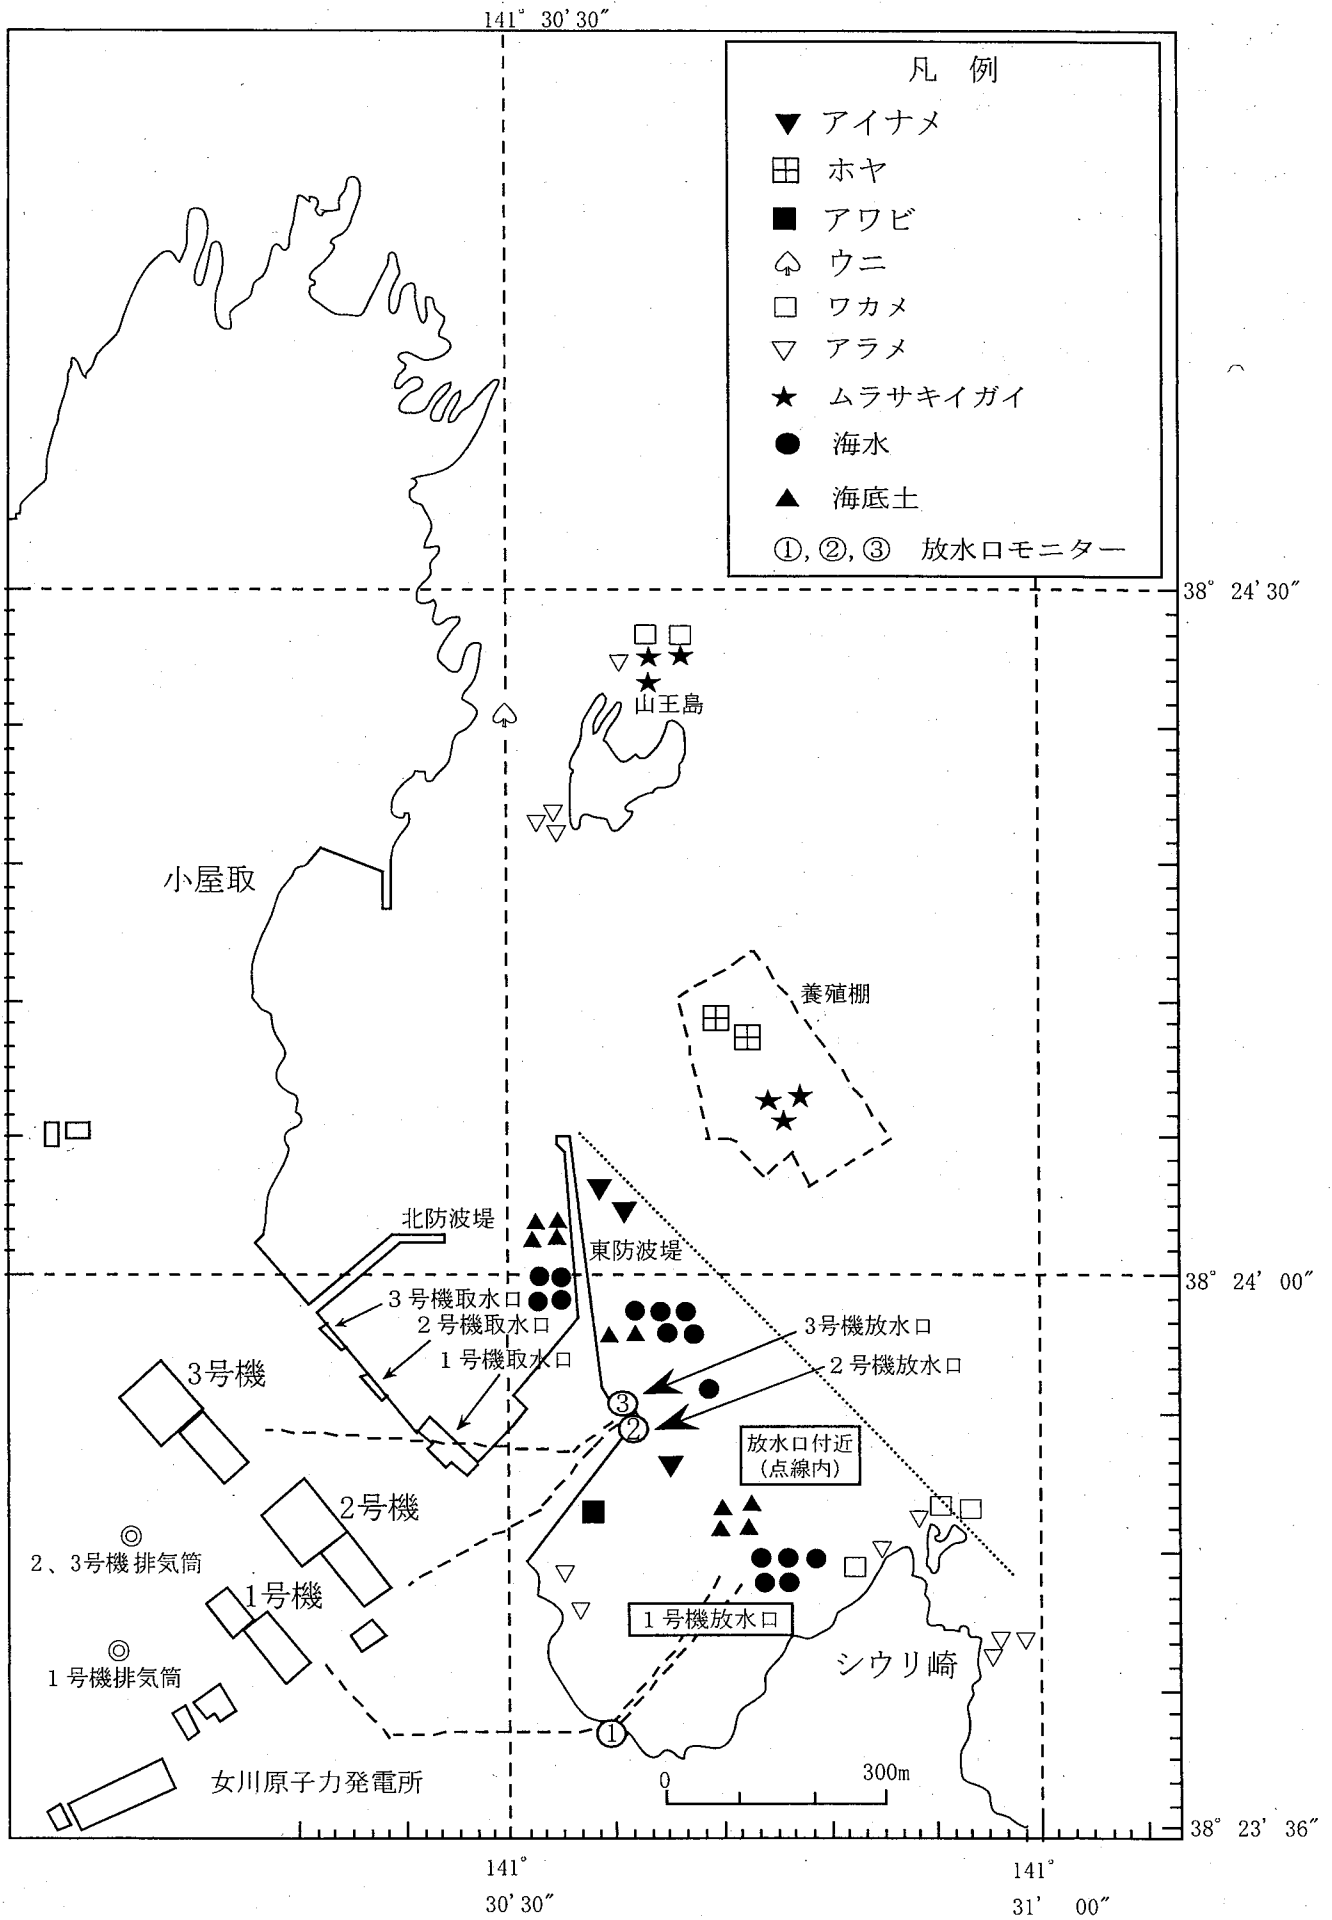 141° 30′30″
凡 例
アイナメ
ホヤ
アワビ
ウニ
ワカメ
アラメ
ムラサキイガイ
海水
海底土
①,②,③ 放水口モニター
38° 24′30″
山王島
小屋取
養殖棚
北防波堤
東防波堤
38° 24′00″
3号機取水口
2号機取水口
1号機取水口
3号機放水口
2号機放水口
3号機
③
②
放水口付近
(点線内)
2号機
2、3号機排気筒
1号機
1号機放水口
1号機排気筒
シウリ崎
①
女川原子力発電所
0 300m
38° 23′36″
141°
30′30″
141°
31′ 00″